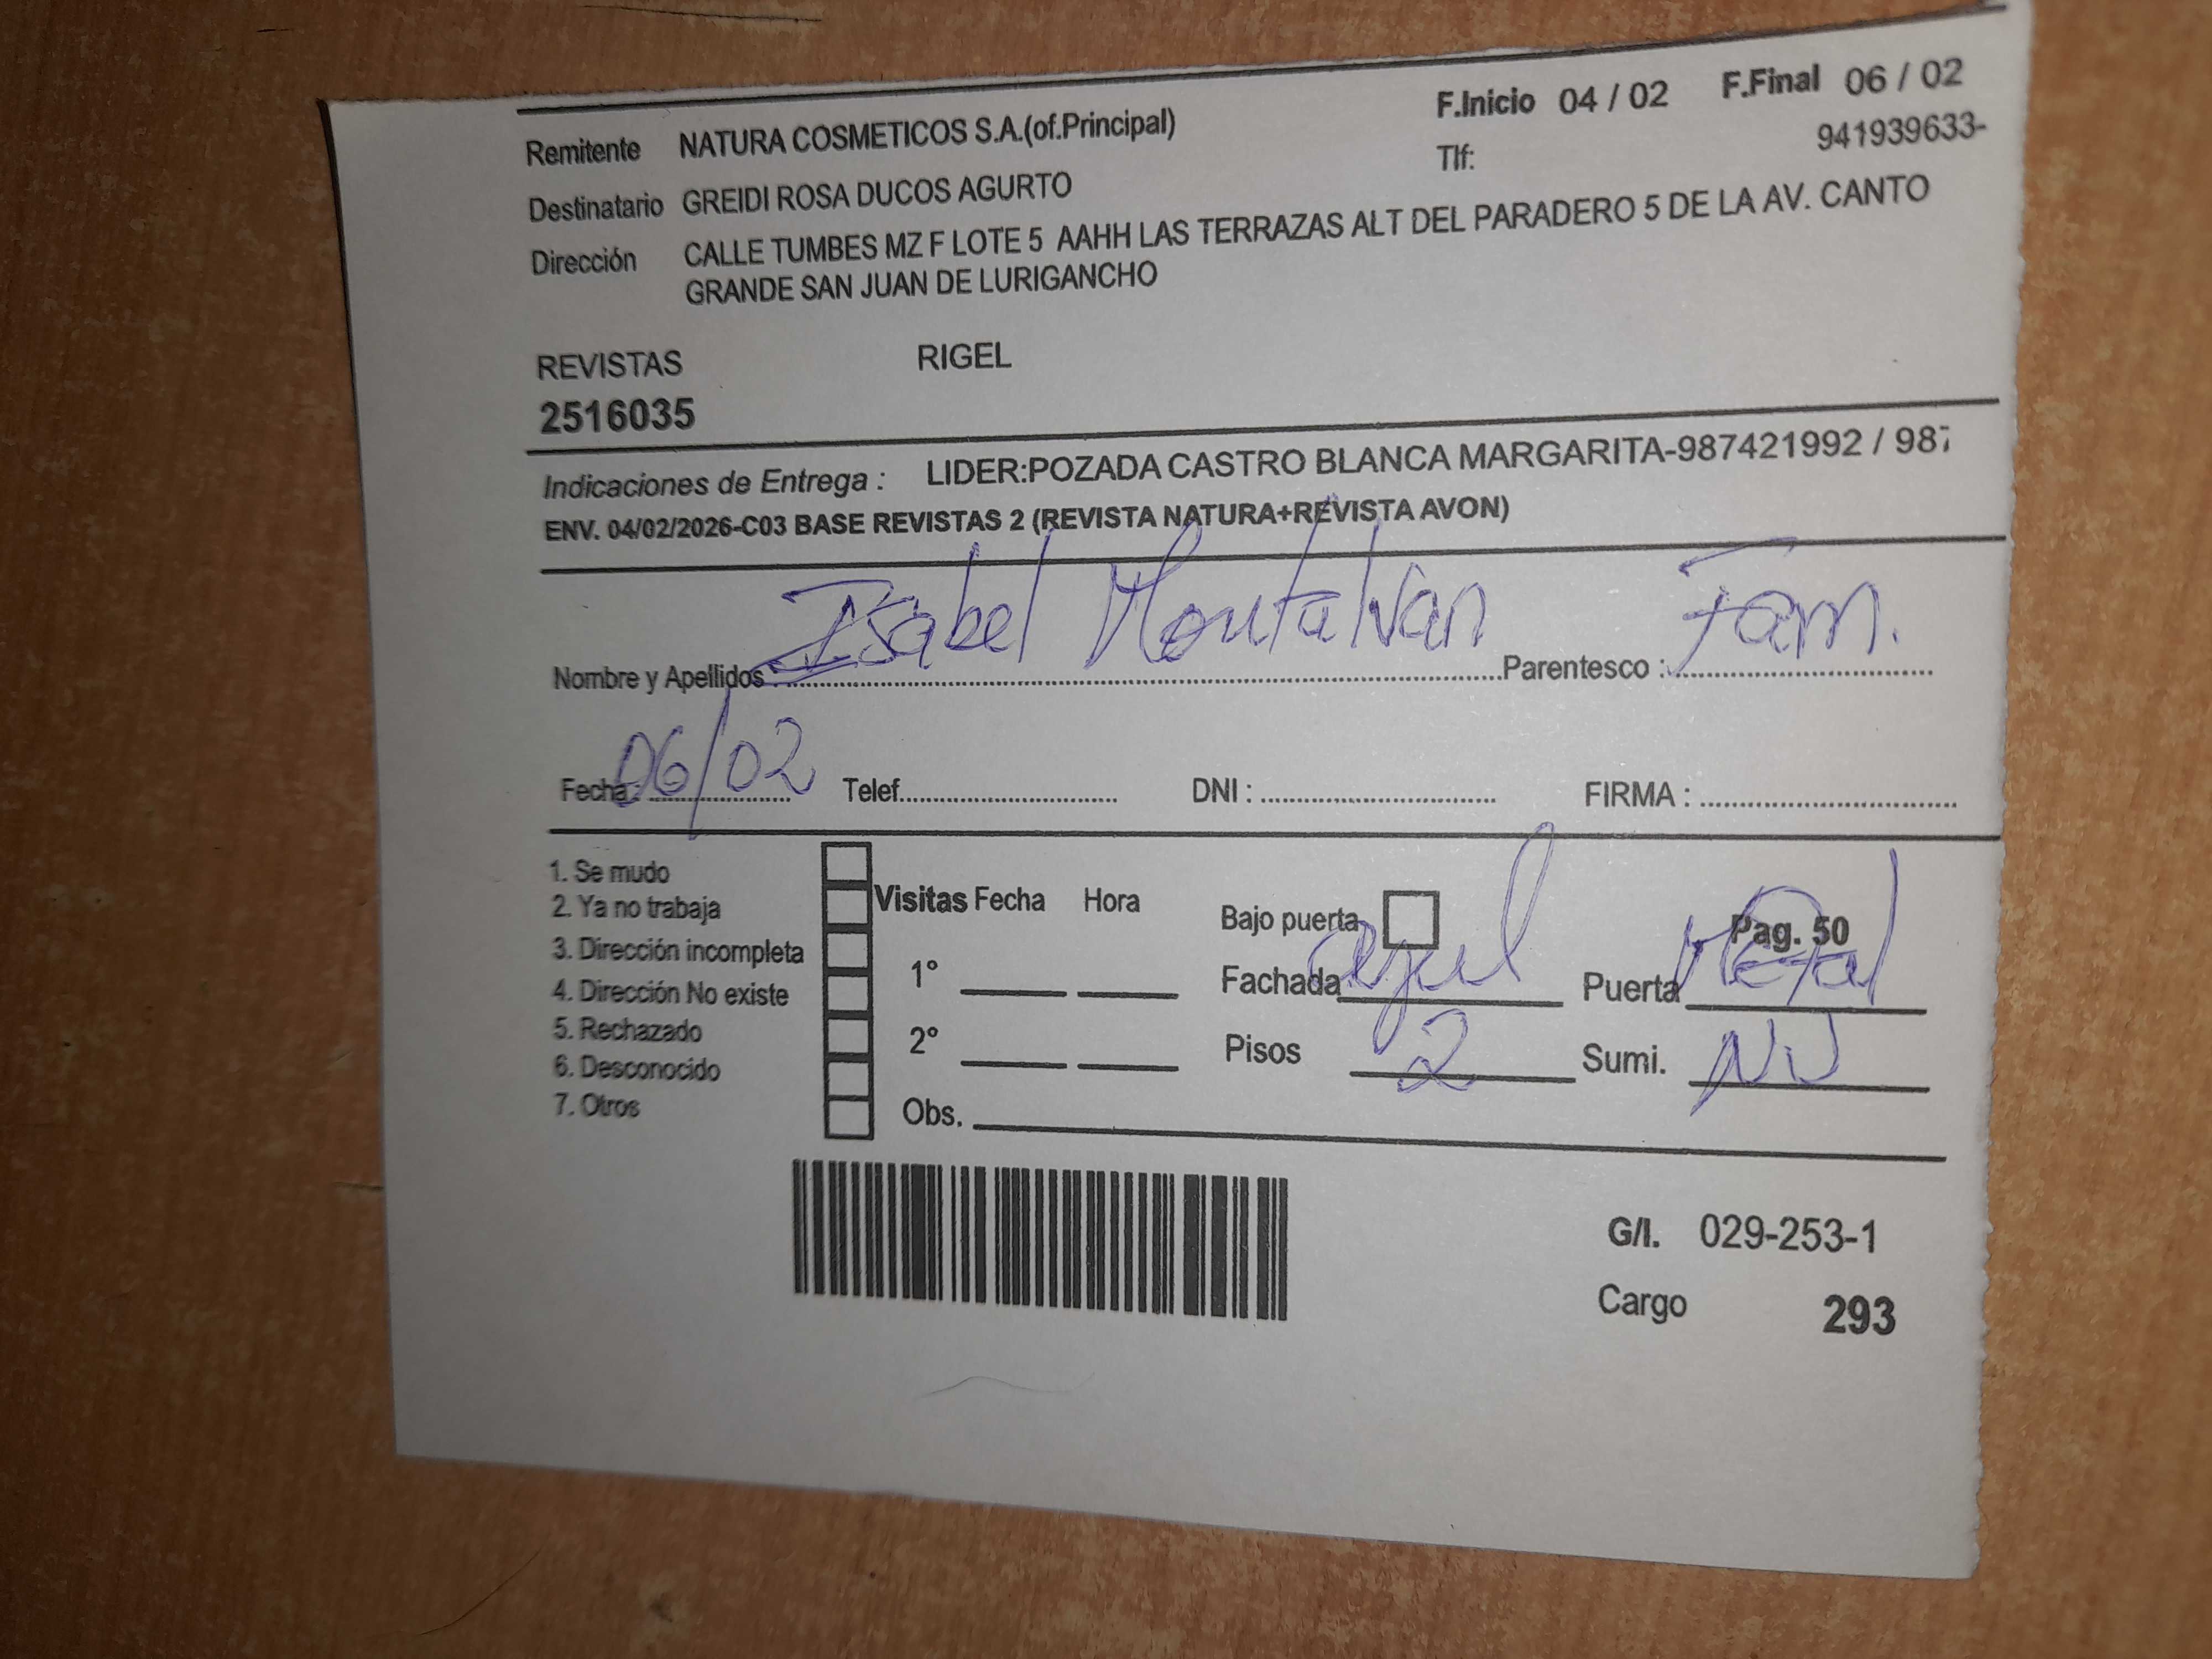 F.Inicio 04 / 02 F.Final 06 / 02
Remitente NATURA COSMETICOS S.A.(of.Principal) Tlf: 941939633-
Destinatario GREIDI ROSA DUCOS AGURTO
Dirección CALLE TUMBES MZ F LOTE 5 AAHH LAS TERRAZAS ALT DEL PARADERO 5 DE LA AV. CANTO
GRANDE SAN JUAN DE LURIGANCHO
REVISTAS RIGEL
2516035
Indicaciones de Entrega : LIDER:POZADA CASTRO BLANCA MARGARITA-987421992 / 987
ENV. 04/02/2026-C03 BASE REVISTAS 2 (REVISTA NATURA+REVISTA AVON)
Nombre y Apellidos : Isabel Montalvan Parentesco : Fam.
Fecha : 06/02 Telef. DNI : FIRMA :
1. Se mudo
2. Ya no trabaja
3. Dirección incompleta
4. Dirección No existe
5. Rechazado
6. Desconocido
7. Otros
Visitas Fecha Hora
1°
2°
Obs.
Bajo puerta Pag. 50
Fachada azul Puerta Metal
Pisos 2 Sumi.
G/I. 029-253-1
Cargo 293